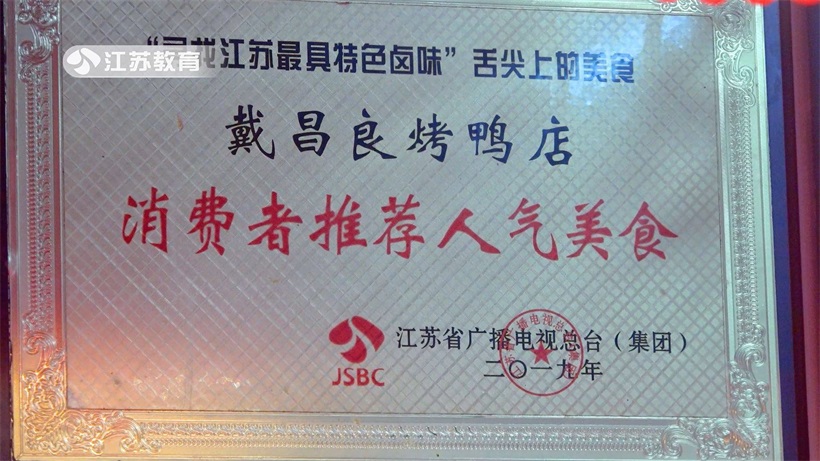 江苏教育
江苏最具特色卤味”舌尖上的美食
戴昌良烤鸭店
消费者推荐人气美食
JSBC
江苏省广播电视总台（集团）
二〇一九年